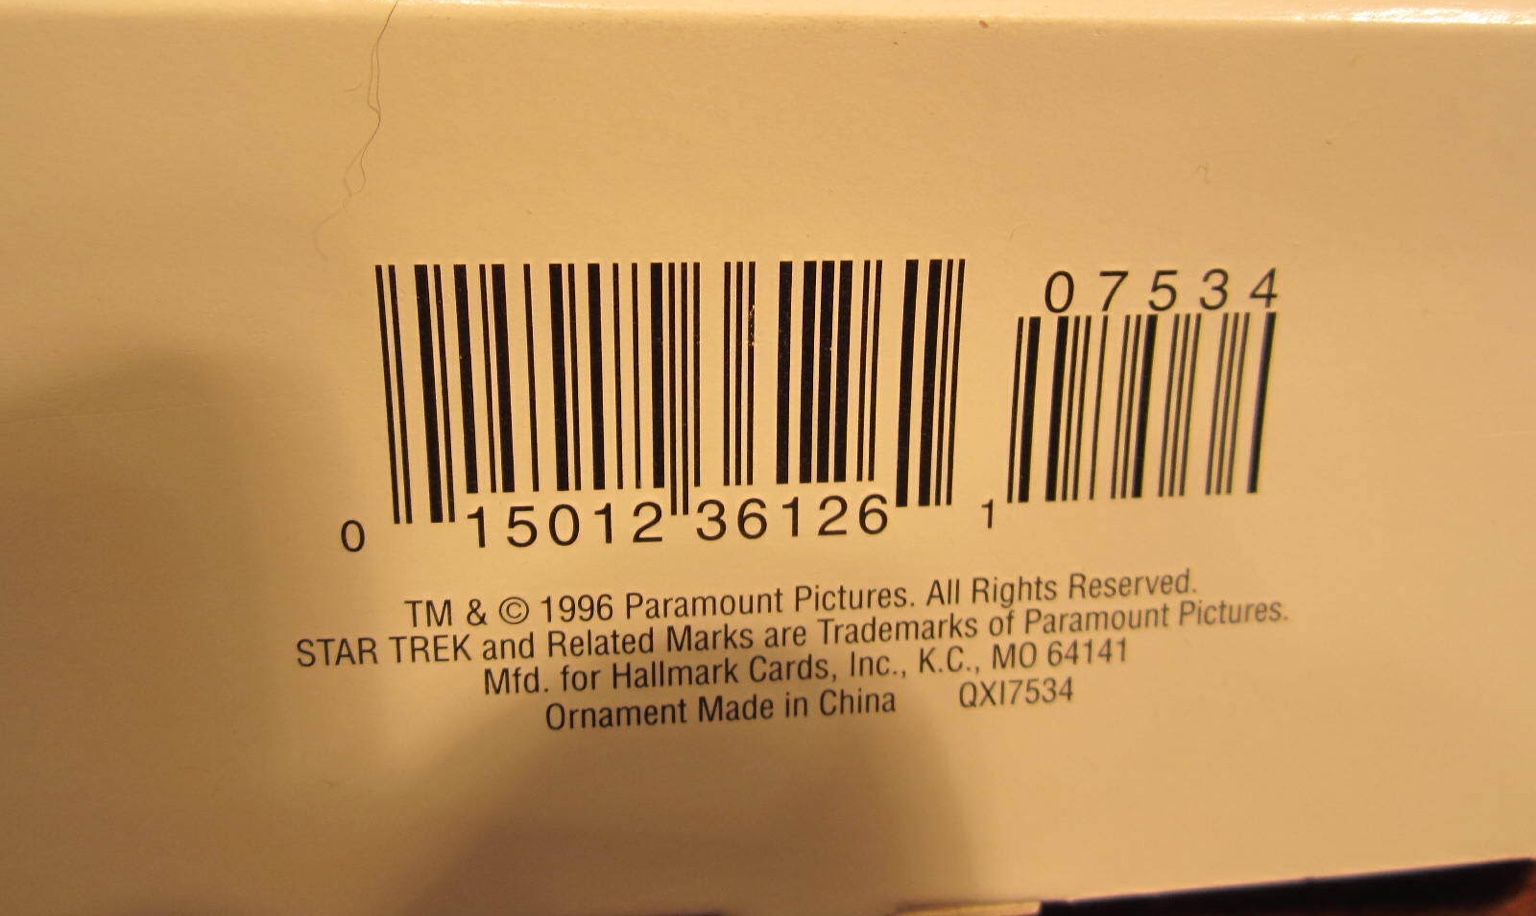 07534
0 15012 36126 1
TM & © 1996 Paramount Pictures. All Rights Reserved.
STAR TREK and Related Marks are Trademarks of Paramount Pictures.
Mfd. for Hallmark Cards, Inc., K.C., MO 64141
Ornament Made in China QXI7534